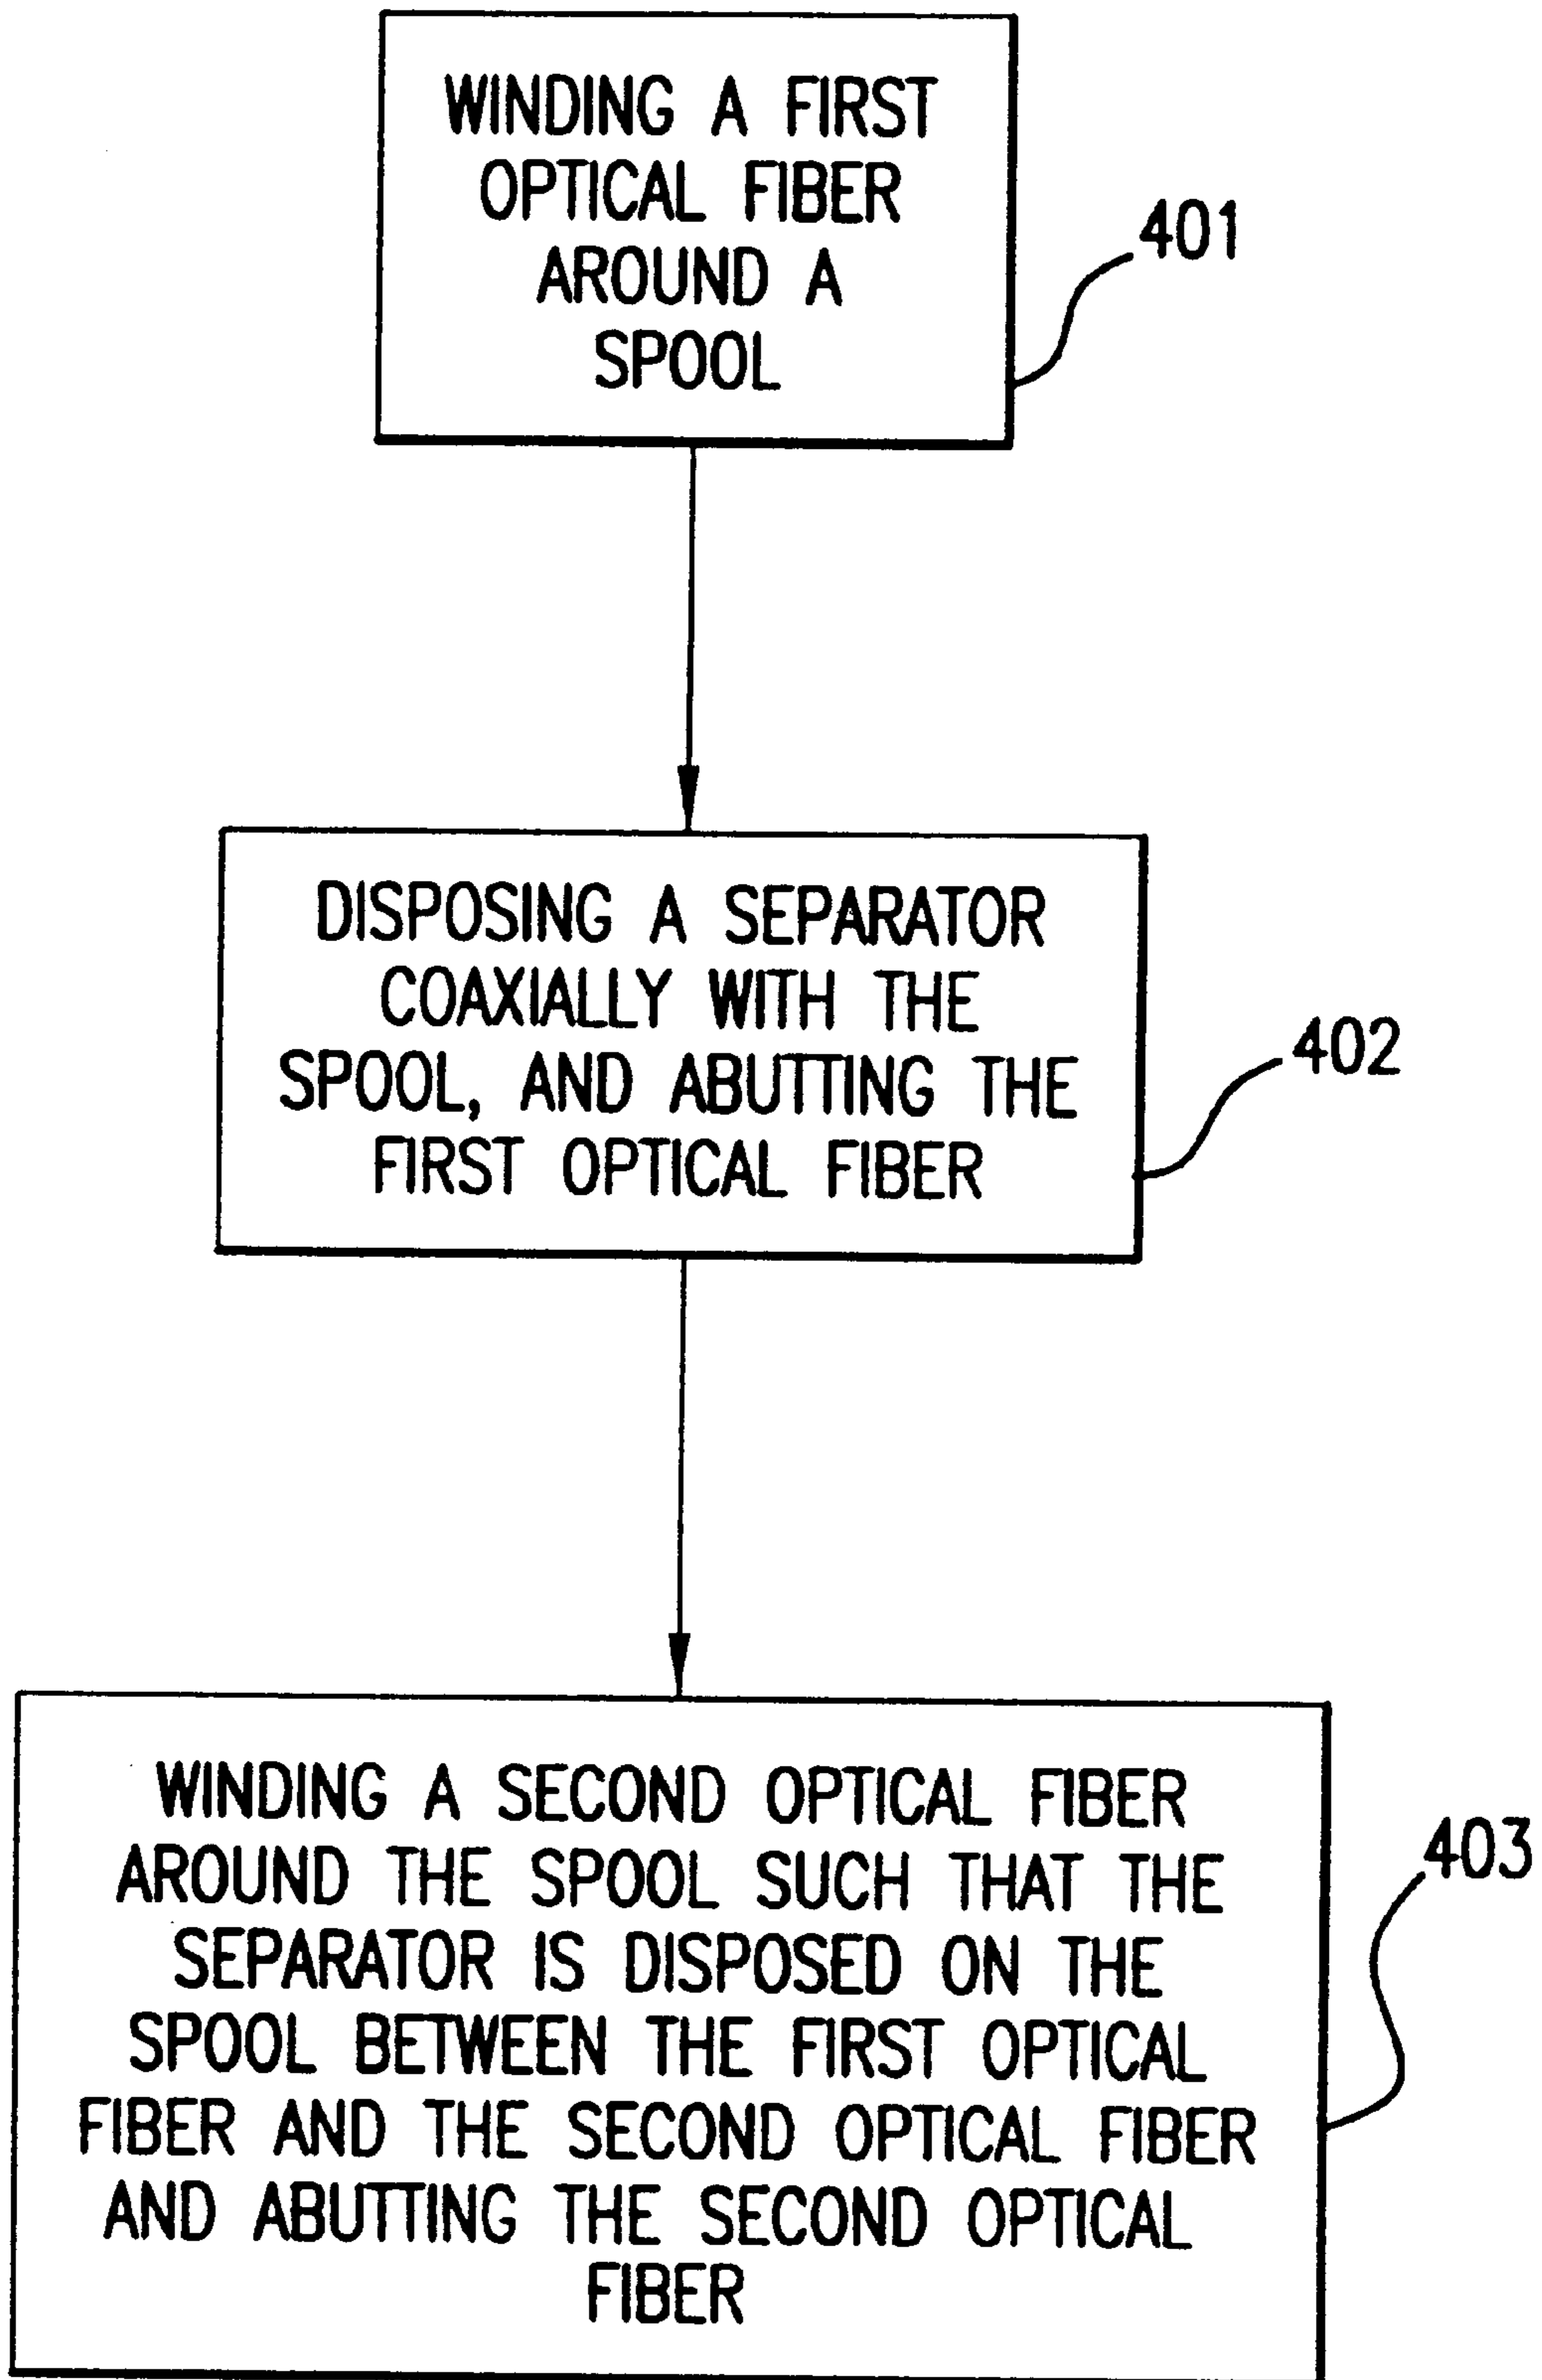 WINDING A FIRST
OPTICAL FIBER
AROUND A
SPOOL
401
DISPOSING A SEPARATOR
COAXIALLY WITH THE
SPOOL, AND ABUTTING THE
FIRST OPTICAL FIBER
402
WINDING A SECOND OPTICAL FIBER
AROUND THE SPOOL SUCH THAT THE
SEPARATOR IS DISPOSED ON THE
SPOOL BETWEEN THE FIRST OPTICAL
FIBER AND THE SECOND OPTICAL FIBER
AND ABUTTING THE SECOND OPTICAL
FIBER
403